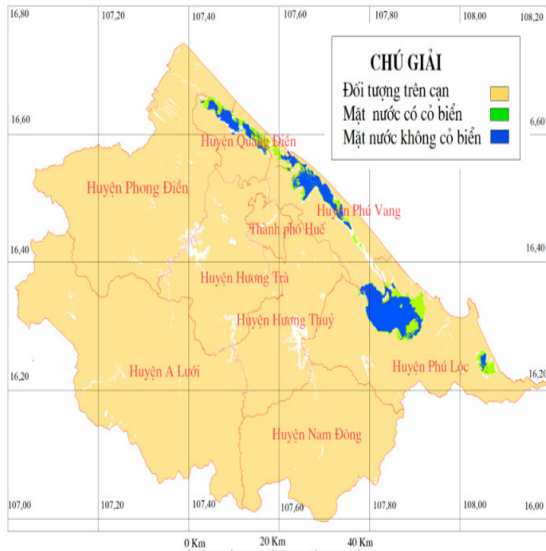 16,80
107,40
107,60
107,80
108,00
108,20
CHÚ GIẢI
Đối tượng trên cạn
Mặt nước có cỏ biển
Mặt nước không cỏ biển
16,60
16,60
Huyện Quảng Điền
Huyện Phong Điền
Huyện Phú Vang
Thành phố Huế
16,40
16,40
Huyện Hương Trà
Huyện Hương Thuỷ
Huyện A Lưới
Huyện Phú Lộc
16,20
16,20
Huyện Nam Đông
107,00
107,20
107,40
107,60
107,80
108,00
16,00
0 Km
20 Km
40 Km